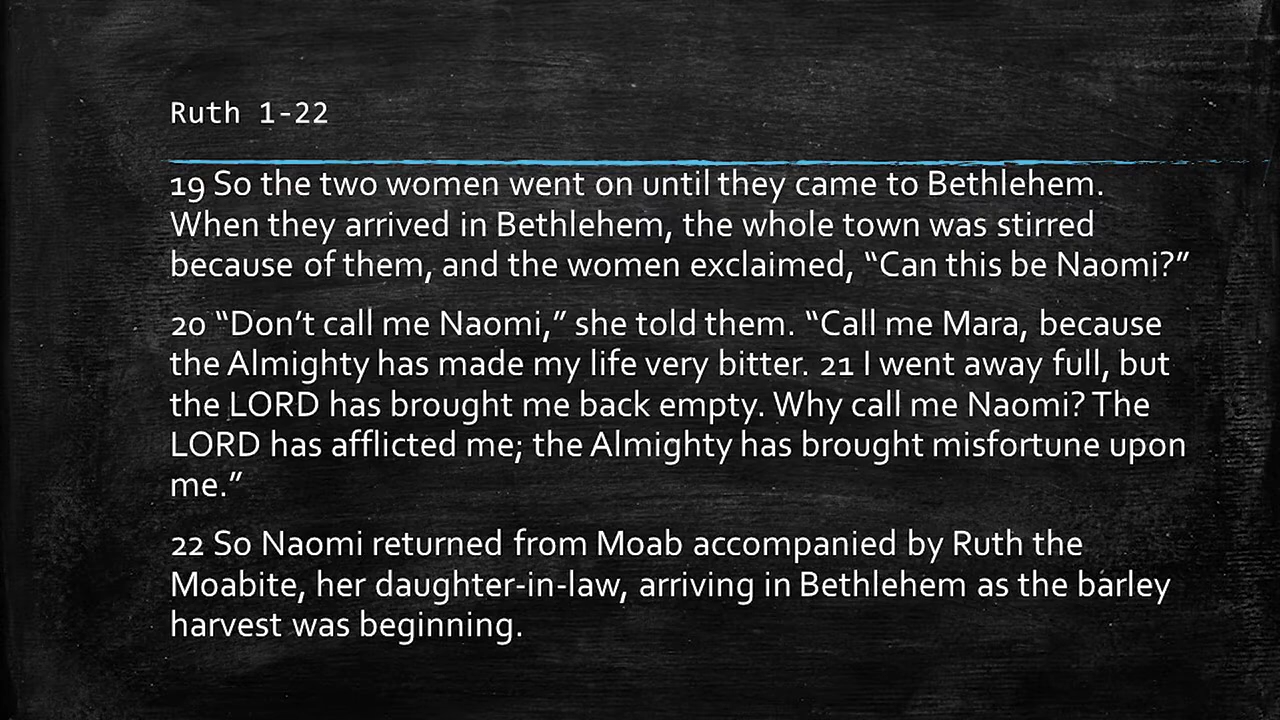 Ruth 1-22
19 So the two women went on until they came to Bethlehem.
When they arrived in Bethlehem, the whole town was stirred
because of them, and the women exclaimed, “Can this be Naomi?”
20 “Don’t call me Naomi,” she told them. “Call me Mara, because
the Almighty has made my life very bitter. 21 I went away full, but
the LORD has brought me back empty. Why call me Naomi? The
LORD has afflicted me; the Almighty has brought misfortune upon
me.”
22 So Naomi returned from Moab accompanied by Ruth the
Moabite, her daughter-in-law, arriving in Bethlehem as the barley
harvest was beginning.